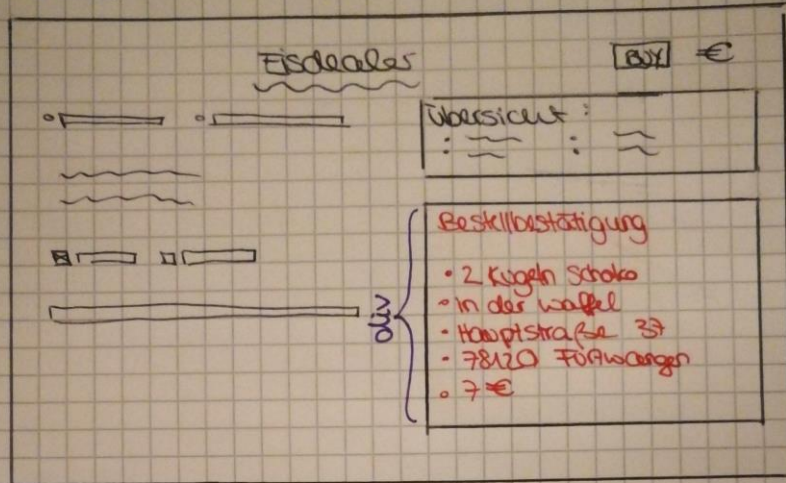 Eisdealer
BUY €
Übersicht :
Bestellbestätigung
• 2 Kugeln Schoko
• in der Waffel
• Hauptstraße 37
• 78120 Furtwangen
• 7 €
div